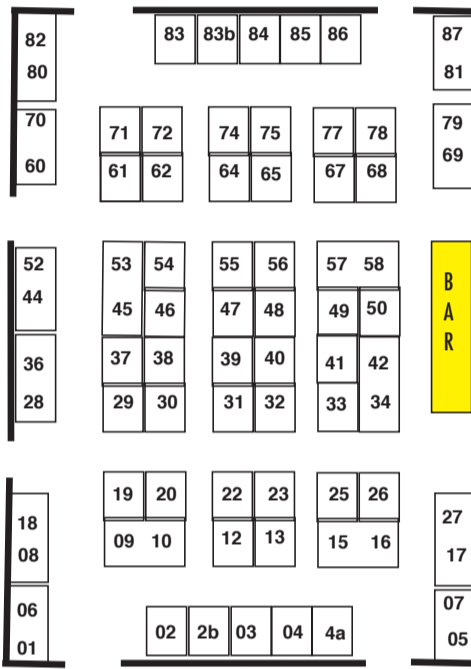 82 83 83b 84 85 86 87
80 81
70 71 72 74 75 77 78 79
60 61 62 64 65 67 68 69
52 53 54 55 56 57 58
44 45 46 47 48 49 50
36 37 38 39 40 41 42
28 29 30 31 32 33 34
BAR
18 19 20 22 23 25 26 27
08 09 10 12 13 15 16 17
06 07
01 02 2b 03 04 4a 05